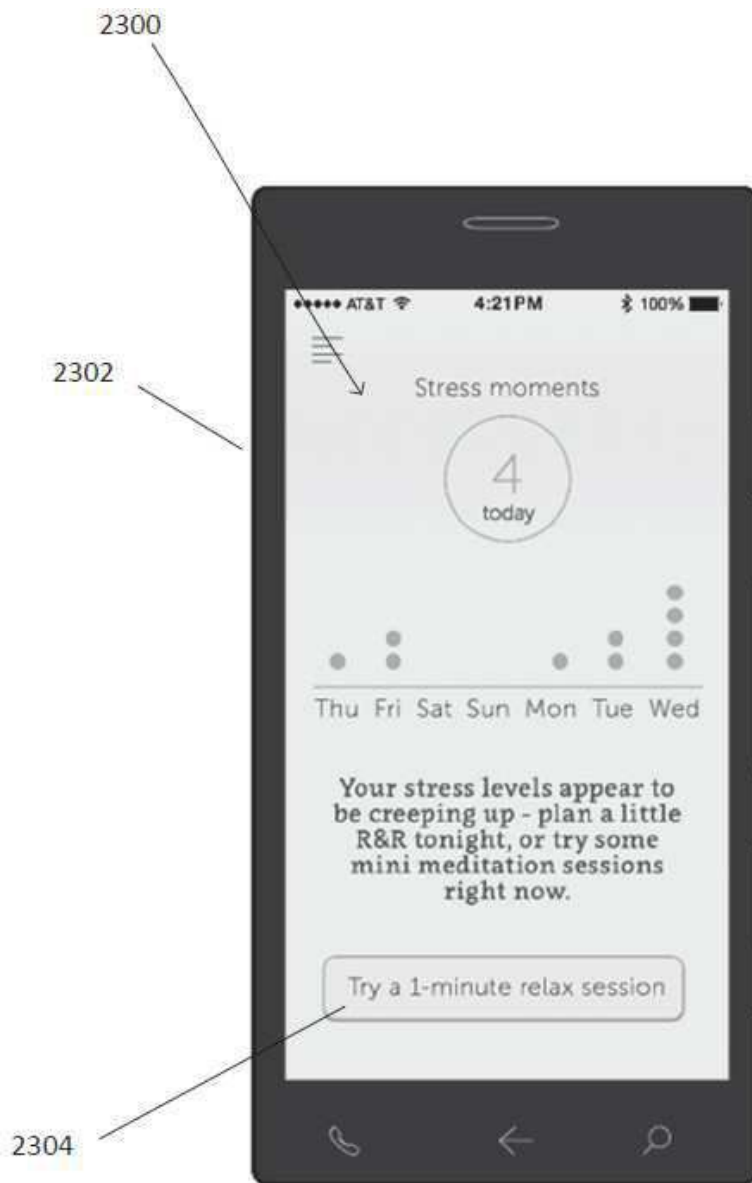 2300
AT&T 4:21PM 100%
2302
Stress moments
4
today
Thu Fri Sat Sun Mon Tue Wed
Your stress levels appear to
be creeping up - plan a little
R&R tonight, or try some
mini meditation sessions
right now.
Try a 1-minute relax session
2304